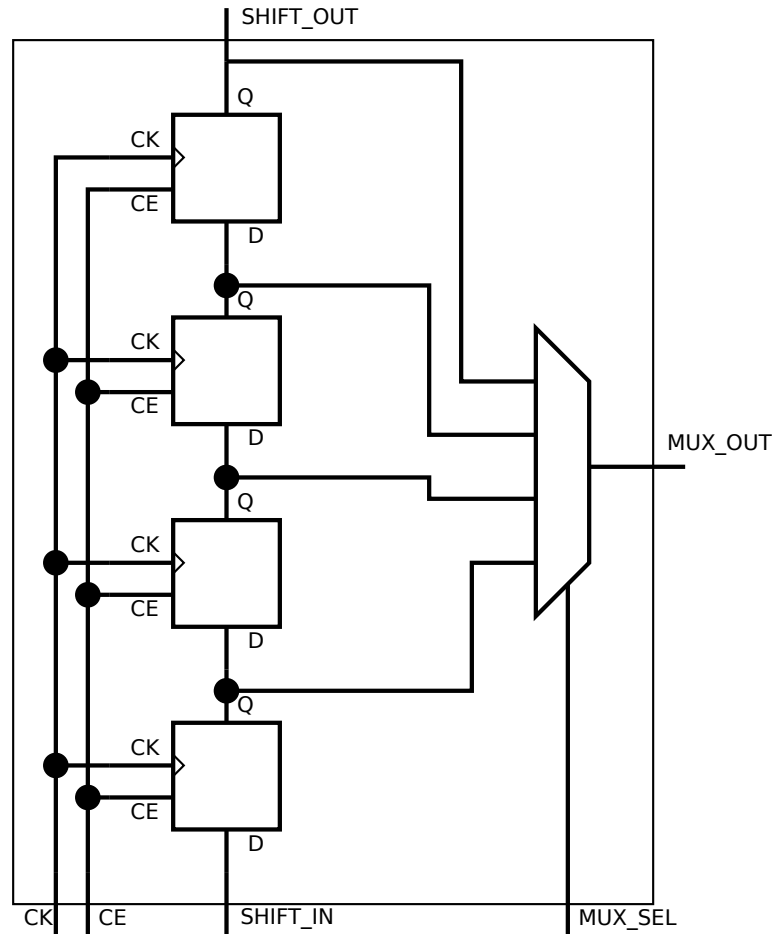 SHIFT_OUT
Q
CK
CE
D
Q
CK
CE
D
MUX_OUT
Q
CK
CE
D
Q
CK
CE
D
CK CE SHIFT_IN MUX_SEL